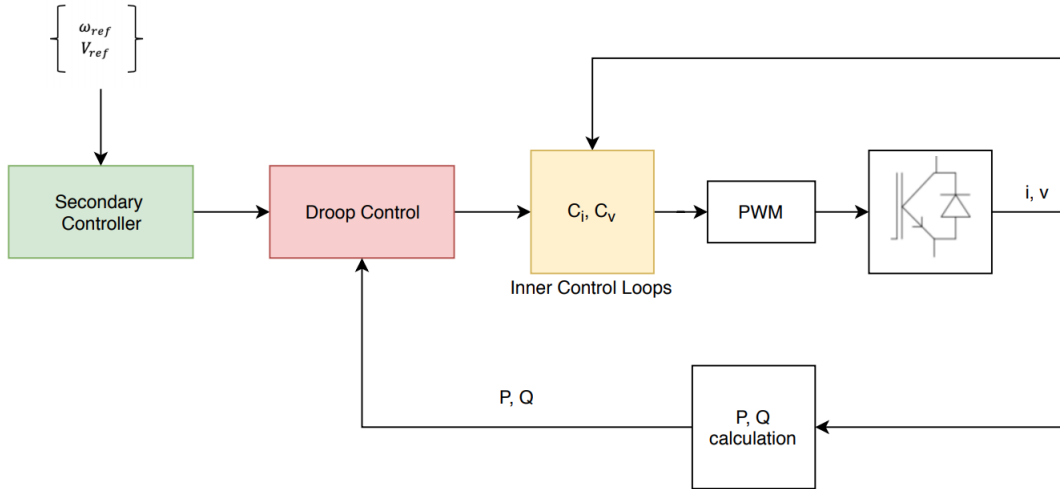 ω_ref
V_ref
Secondary
Controller
Droop Control
C_i, C_v
Inner Control Loops
PWM
i, v
P, Q
P, Q
calculation